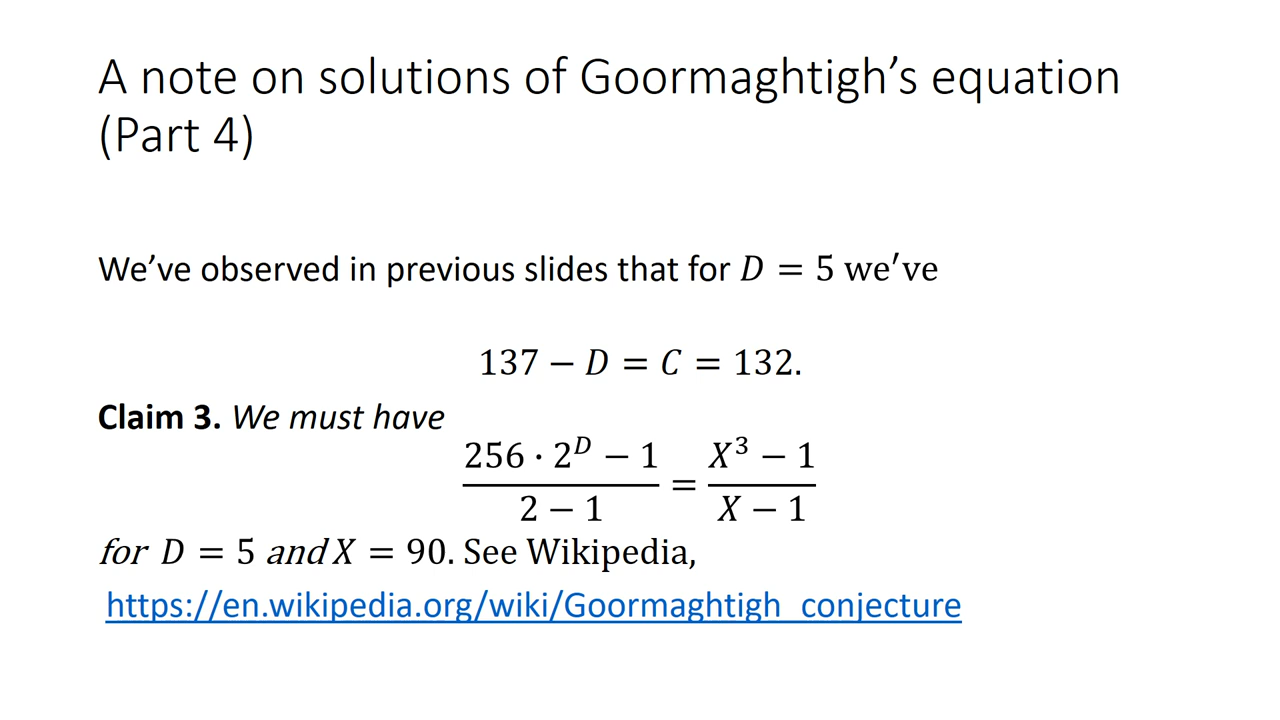 A note on solutions of Goormaghtigh’s equation
(Part 4)
We’ve observed in previous slides that for D = 5 we′ve
137 − D = C = 132.
Claim 3. We must have
(256 · 2^D − 1)/(2 − 1) = (X^3 − 1)/(X − 1)
for D = 5 and X = 90. See Wikipedia,
https://en.wikipedia.org/wiki/Goormaghtigh_conjecture